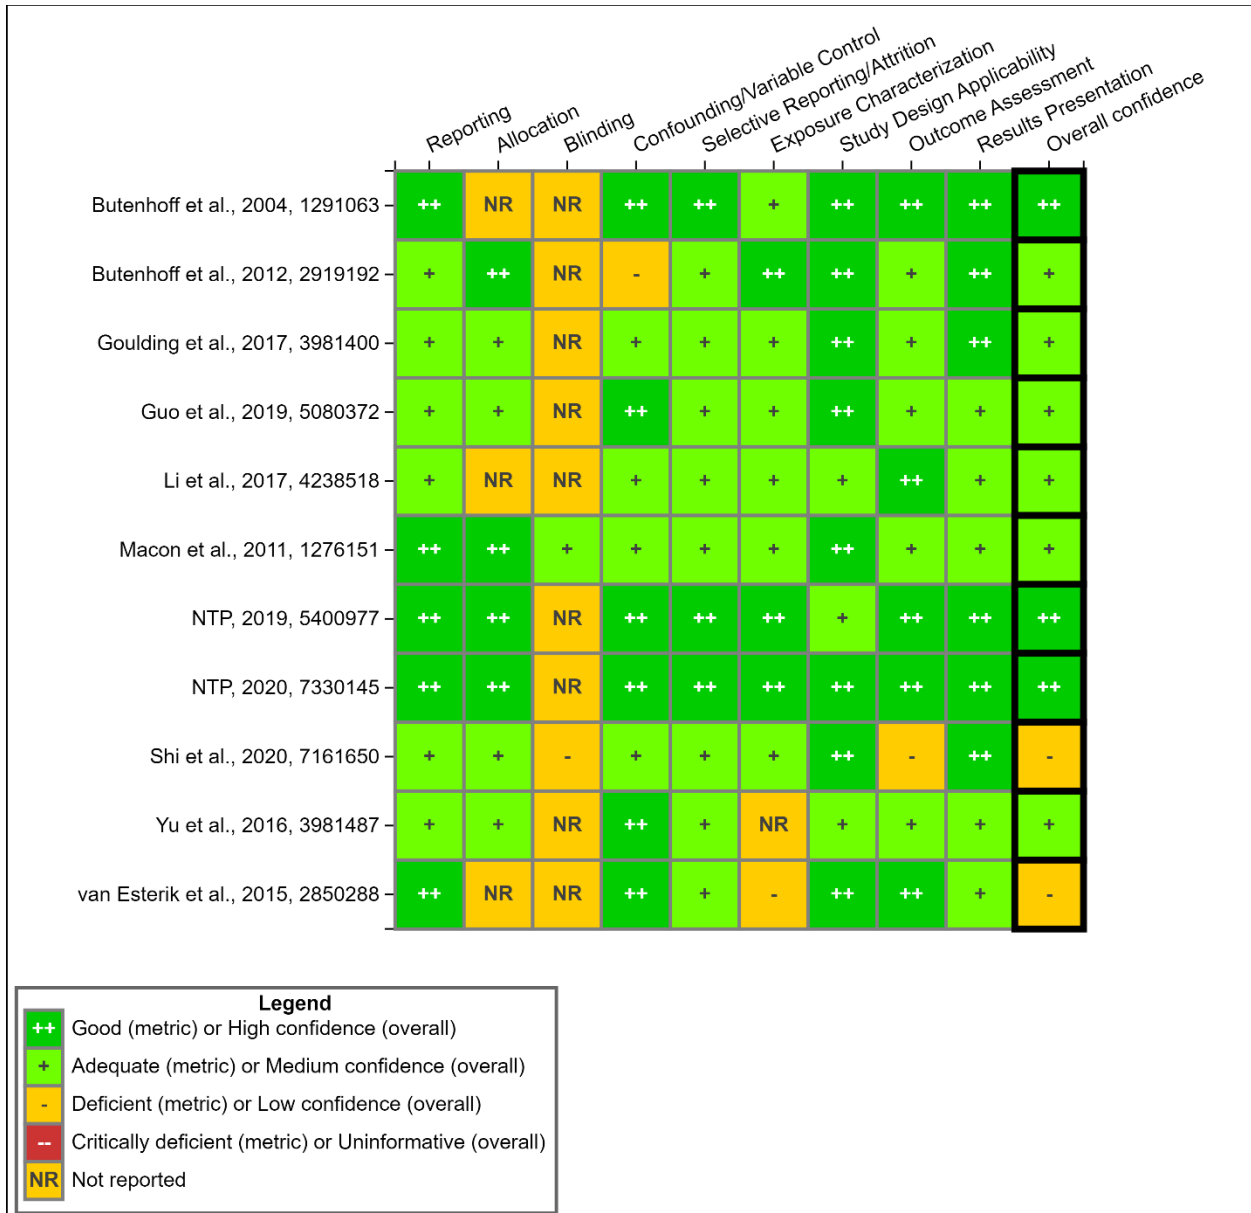 Reporting
Allocation
Blinding
Confounding/Variable Control
Selective Reporting/Attrition
Exposure Characterization
Study Design Applicability
Outcome Assessment
Results Presentation
Overall confidence
Butenhoff et al., 2004, 1291063 ++ NR NR ++ ++ + ++ ++ ++ ++
Butenhoff et al., 2012, 2919192 + ++ NR - + ++ ++ + ++ +
Goulding et al., 2017, 3981400 + + NR + + + ++ + ++ +
Guo et al., 2019, 5080372 + + NR ++ + + ++ + + +
Li et al., 2017, 4238518 + NR NR + + + + ++ + +
Macon et al., 2011, 1276151 ++ ++ + + + + ++ + + +
NTP, 2019, 5400977 ++ ++ NR ++ ++ ++ + ++ ++ ++
NTP, 2020, 7330145 ++ ++ NR ++ ++ ++ ++ ++ ++ ++
Shi et al., 2020, 7161650 + + - + + + ++ - ++ -
Yu et al., 2016, 3981487 + + NR ++ + NR + + + +
van Esterik et al., 2015, 2850288 ++ NR NR ++ + - ++ ++ + -
Legend
++ Good (metric) or High confidence (overall)
+ Adequate (metric) or Medium confidence (overall)
- Deficient (metric) or Low confidence (overall)
-- Critically deficient (metric) or Uninformative (overall)
NR Not reported